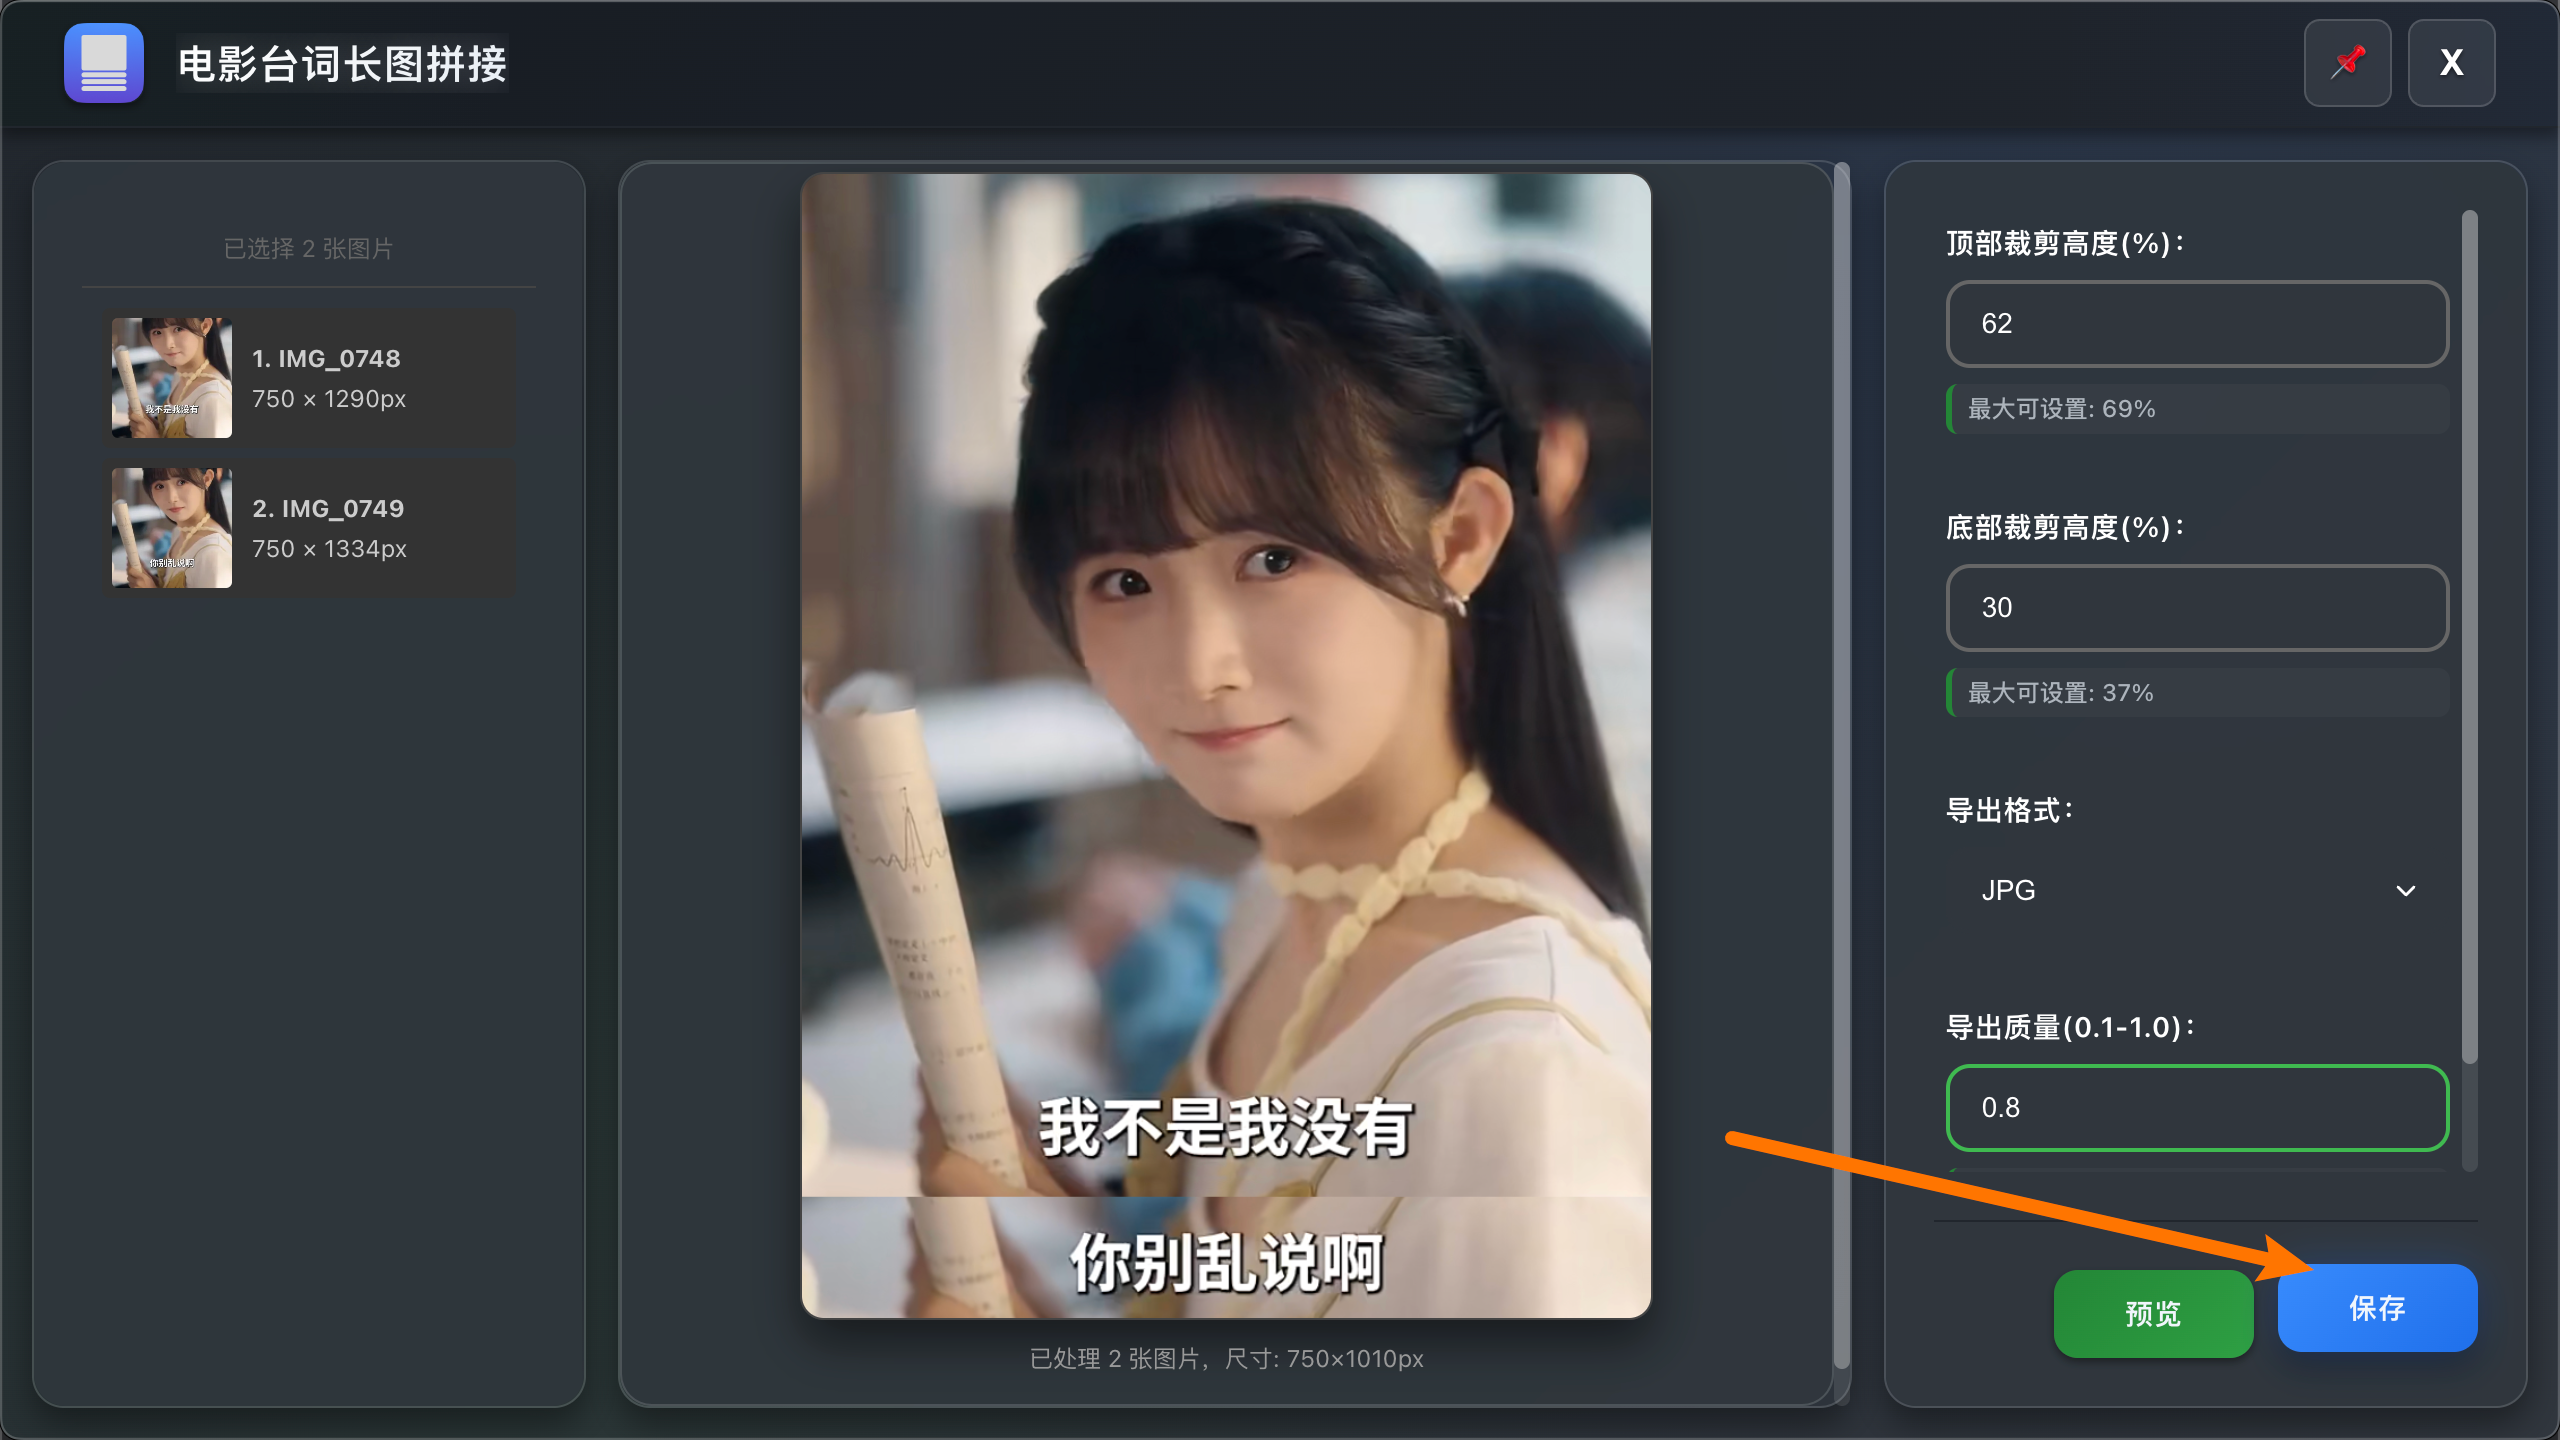 电影台词长图拼接
X
已选择 2 张图片
我不是我没有
1. IMG_0748
750 × 1290px
你别乱说啊
2. IMG_0749
750 × 1334px
我不是我没有
你别乱说啊
已处理 2 张图片，尺寸: 750×1010px
顶部裁剪高度(%)：
62
最大可设置: 69%
底部裁剪高度(%)：
30
最大可设置: 37%
导出格式：
JPG
导出质量(0.1-1.0)：
0.8
预览
保存